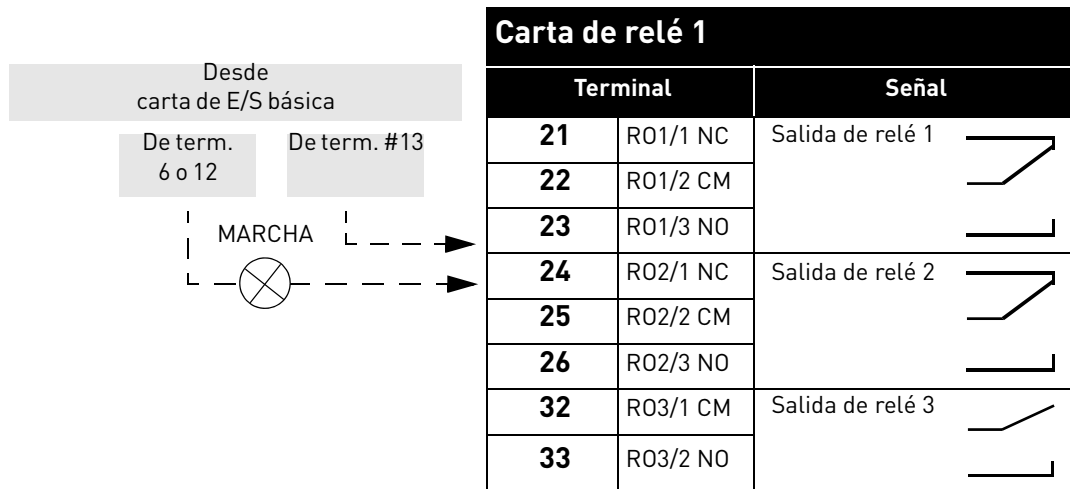 Carta de relé 1
Desde
carta de E/S básica
Terminal Señal
De term.
6 o 12
De term. #13
MARCHA
21 RO1/1 NC Salida de relé 1
22 RO1/2 CM
23 RO1/3 NO
24 RO2/1 NC Salida de relé 2
25 RO2/2 CM
26 RO2/3 NO
32 RO3/1 CM Salida de relé 3
33 RO3/2 NO